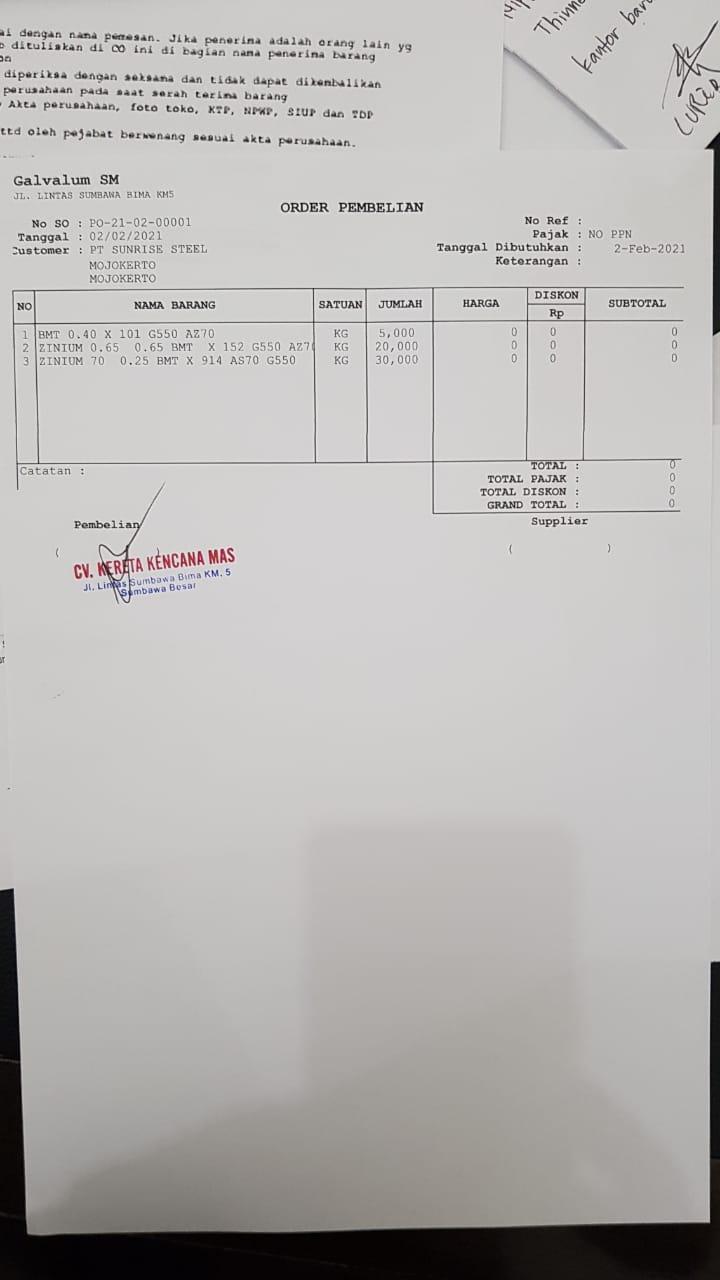 ai dengan nama pemesan. Jika penerima adalah orang lain yg
dituliskan di CO ini di bagian nama penerima barang
on
diperiksa dengan seksama dan tidak dapat dikembalikan
perusahaan pada saat serah terima barang
Akta perusahaan, foto toko, KTP, NPWP, SIUP dan TDP
ttd oleh pejabat berwenang sesuai akta perusahaan.
141
Thinne
kantor bar
Galvalum SM
JL. LINTAS SUMBAWA BIMA KM5
ORDER PEMBELIAN
No SO : PO-21-02-00001
Tanggal : 02/02/2021
Customer : PT SUNRISE STEEL
MOJOKERTO
MOJOKERTO
No Ref :
Pajak : NO PPN
Tanggal Dibutuhkan : 2-Feb-2021
Keterangan :
NO NAMA BARANG SATUAN JUMLAH HARGA DISKON Rp SUBTOTAL
1 BMT 0.40 X 101 G550 AZ70 KG 5,000 0 0 0
2 ZINIUM 0.65 0.65 BMT X 152 G550 AZ70 KG 20,000 0 0 0
3 ZINIUM 70 0.25 BMT X 914 AS70 G550 KG 30,000 0 0 0
Catatan :
TOTAL : 0
TOTAL PAJAK : 0
TOTAL DISKON : 0
GRAND TOTAL : 0
Pembelian
Supplier
( )
( )
CV. KERETA KENCANA MAS
Jl. Lintas Sumbawa Bima KM. 5
Sumbawa Besar